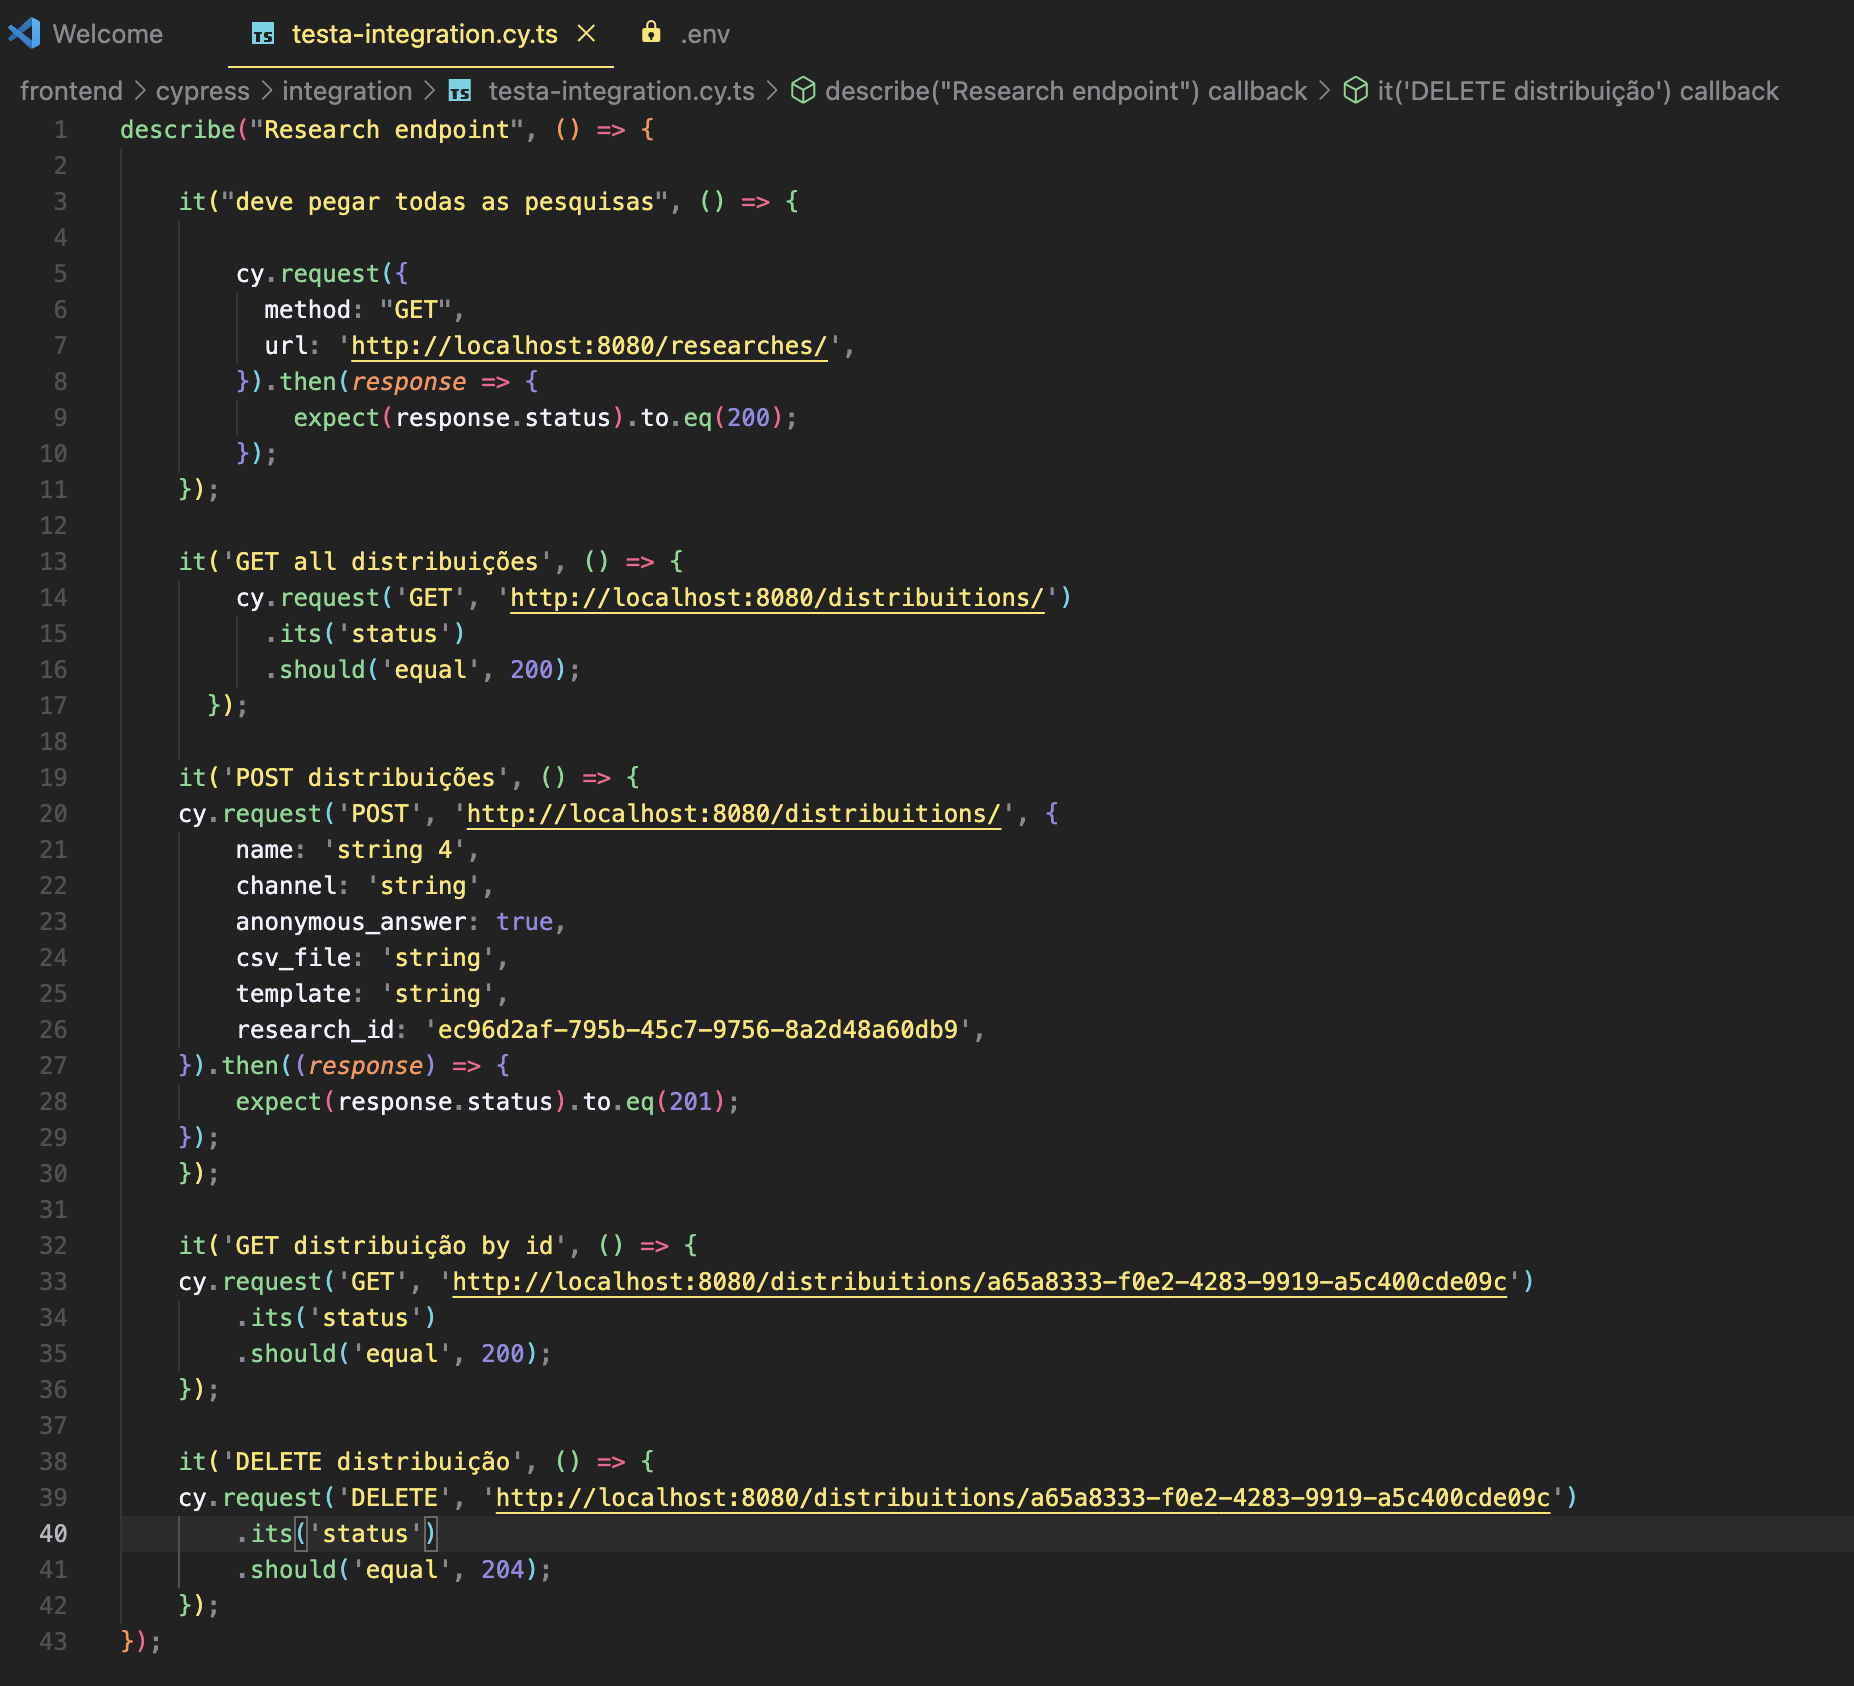 Welcome testa-integration.cy.ts .env
frontend > cypress > integration > TS testa-integration.cy.ts > describe("Research endpoint") callback > it('DELETE distribuição') callback
1 describe("Research endpoint", () => {
2
3 it("deve pegar todas as pesquisas", () => {
4
5 cy.request({
6 method: "GET",
7 url: 'http://localhost:8080/researches/',
8 }).then(response => {
9 expect(response.status).to.eq(200);
10 });
11 });
12
13 it('GET all distribuições', () => {
14 cy.request('GET', 'http://localhost:8080/distribuitions/')
15 .its('status')
16 .should('equal', 200);
17 });
18
19 it('POST distribuições', () => {
20 cy.request('POST', 'http://localhost:8080/distribuitions/', {
21 name: 'string 4',
22 channel: 'string',
23 anonymous_answer: true,
24 csv_file: 'string',
25 template: 'string',
26 research_id: 'ec96d2af-795b-45c7-9756-8a2d48a60db9',
27 }).then((response) => {
28 expect(response.status).to.eq(201);
29 });
30 });
31
32 it('GET distribuição by id', () => {
33 cy.request('GET', 'http://localhost:8080/distribuitions/a65a8333-f0e2-4283-9919-a5c400cde09c')
34 .its('status')
35 .should('equal', 200);
36 });
37
38 it('DELETE distribuição', () => {
39 cy.request('DELETE', 'http://localhost:8080/distribuitions/a65a8333-f0e2-4283-9919-a5c400cde09c')
40 .its('status')
41 .should('equal', 204);
42 });
43 });